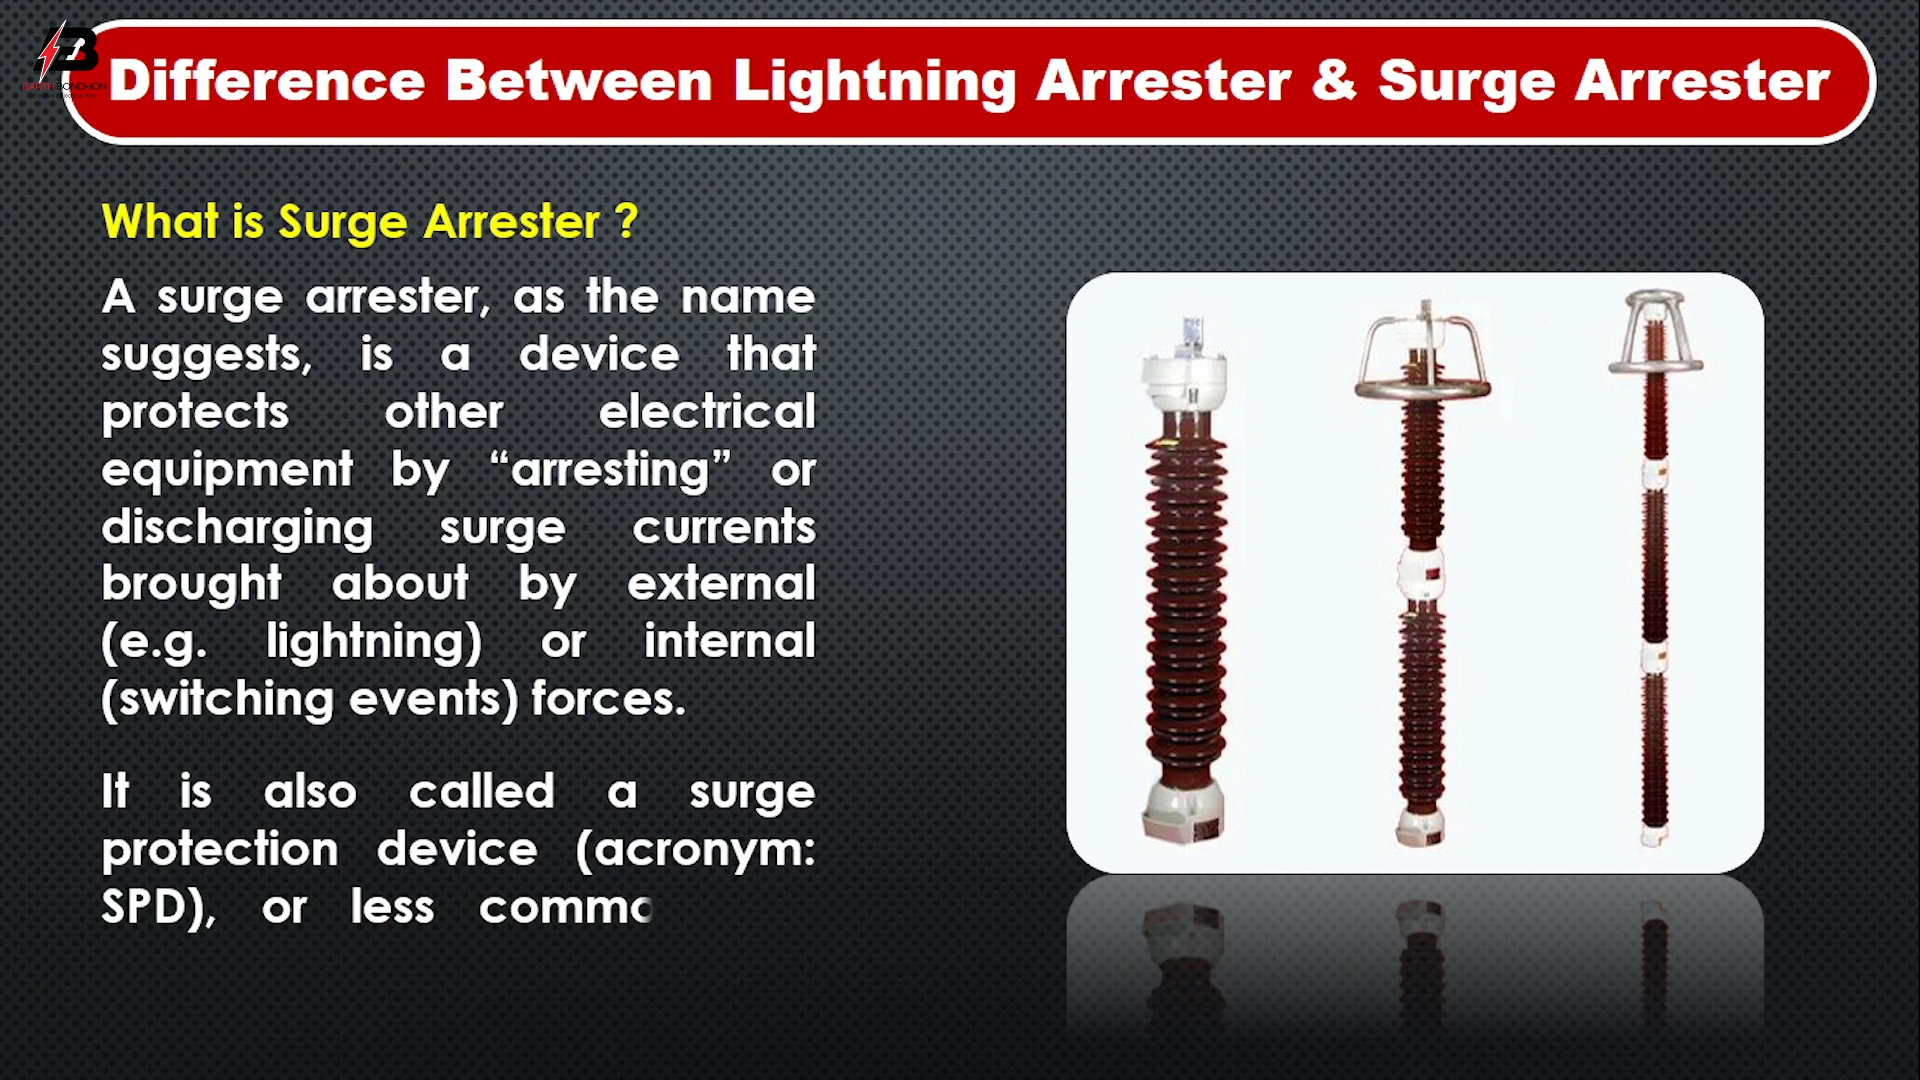 Difference Between Lightning Arrester & Surge Arrester
What is Surge Arrester ?
A surge arrester, as the name
suggests, is a device that
protects other electrical
equipment by “arresting” or
discharging surge currents
brought about by external
(e.g. lightning) or internal
(switching events) forces.
It is also called a surge
protection device (acronym:
SPD), or less commo